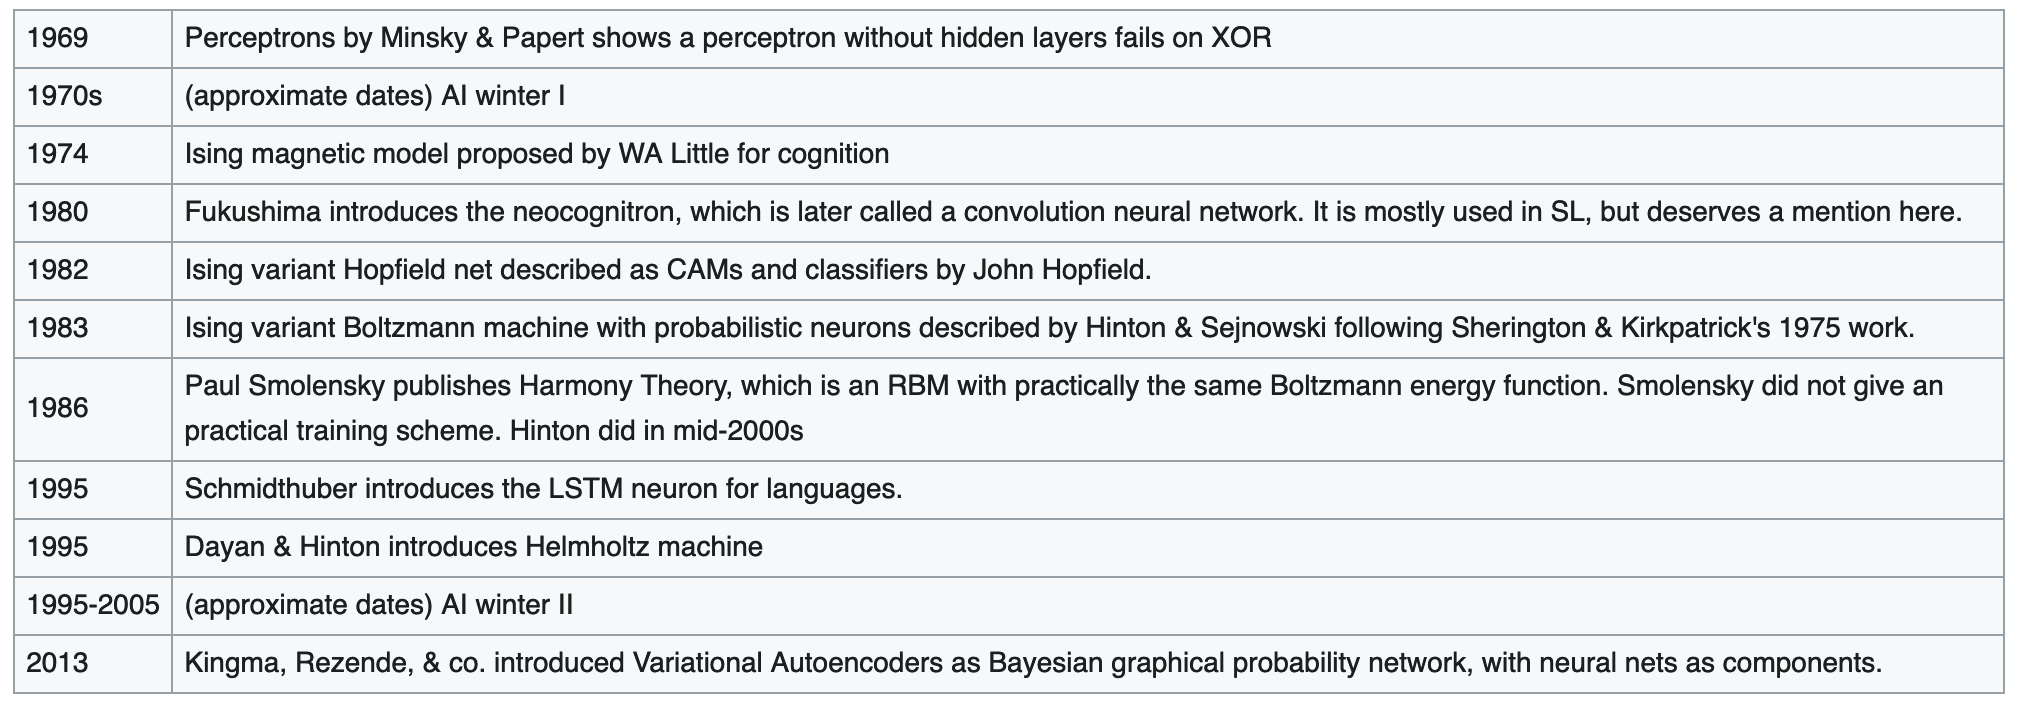 1969 Perceptrons by Minsky & Papert shows a perceptron without hidden layers fails on XOR
1970s (approximate dates) AI winter I
1974 Ising magnetic model proposed by WA Little for cognition
1980 Fukushima introduces the neocognitron, which is later called a convolution neural network. It is mostly used in SL, but deserves a mention here.
1982 Ising variant Hopfield net described as CAMs and classifiers by John Hopfield.
1983 Ising variant Boltzmann machine with probabilistic neurons described by Hinton & Sejnowski following Sherington & Kirkpatrick's 1975 work.
1986 Paul Smolensky publishes Harmony Theory, which is an RBM with practically the same Boltzmann energy function. Smolensky did not give an
practical training scheme. Hinton did in mid-2000s
1995 Schmidthuber introduces the LSTM neuron for languages.
1995 Dayan & Hinton introduces Helmholtz machine
1995-2005 (approximate dates) AI winter II
2013 Kingma, Rezende, & co. introduced Variational Autoencoders as Bayesian graphical probability network, with neural nets as components.